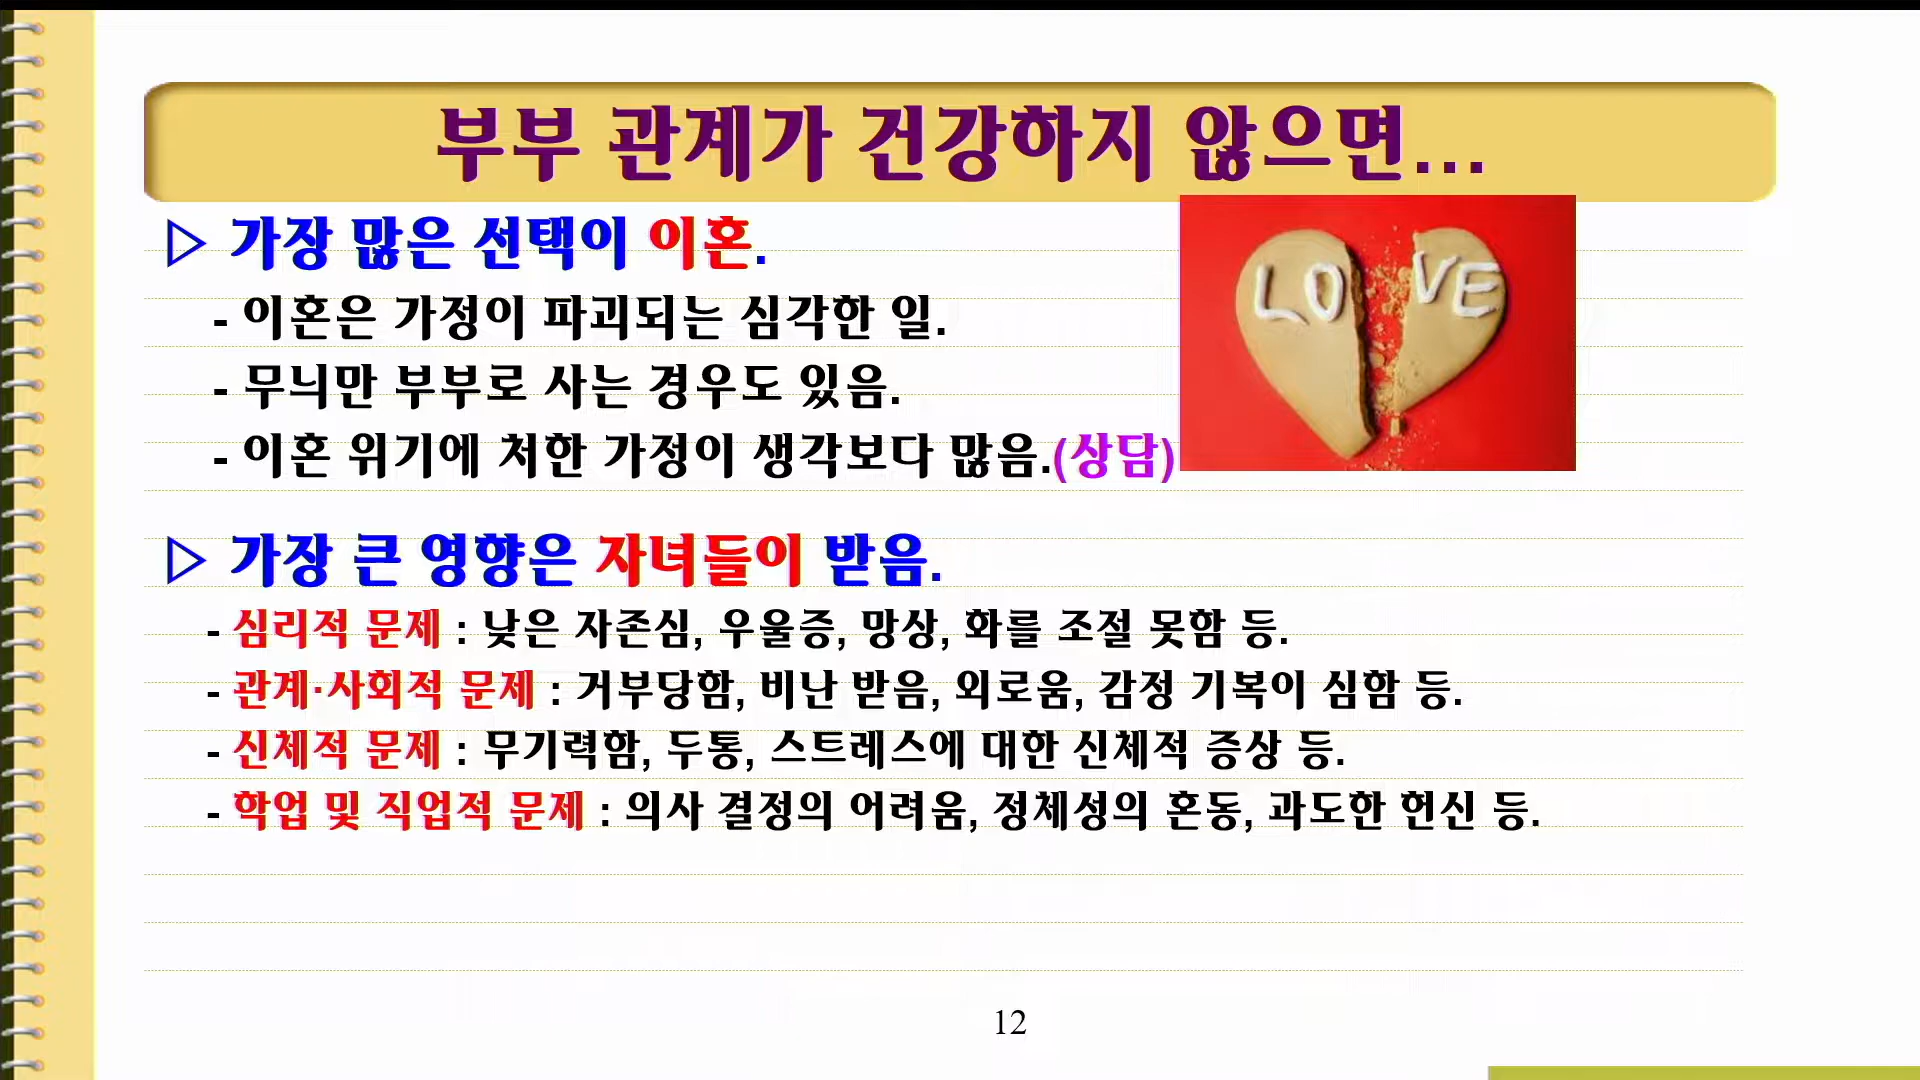 부부 관계가 건강하지 않으면...
▷ 가장 많은 선택이 이혼.
- 이혼은 가정이 파괴되는 심각한 일.
- 무늬만 부부로 사는 경우도 있음.
- 이혼 위기에 처한 가정이 생각보다 많음.(상담)
LOVE
▷ 가장 큰 영향은 자녀들이 받음.
- 심리적 문제 : 낮은 자존심, 우울증, 망상, 화를 조절 못함 등.
- 관계·사회적 문제 : 거부당함, 비난 받음, 외로움, 감정 기복이 심함 등.
- 신체적 문제 : 무기력함, 두통, 스트레스에 대한 신체적 증상 등.
- 학업 및 직업적 문제 : 의사 결정의 어려움, 정체성의 혼동, 과도한 헌신 등.
12